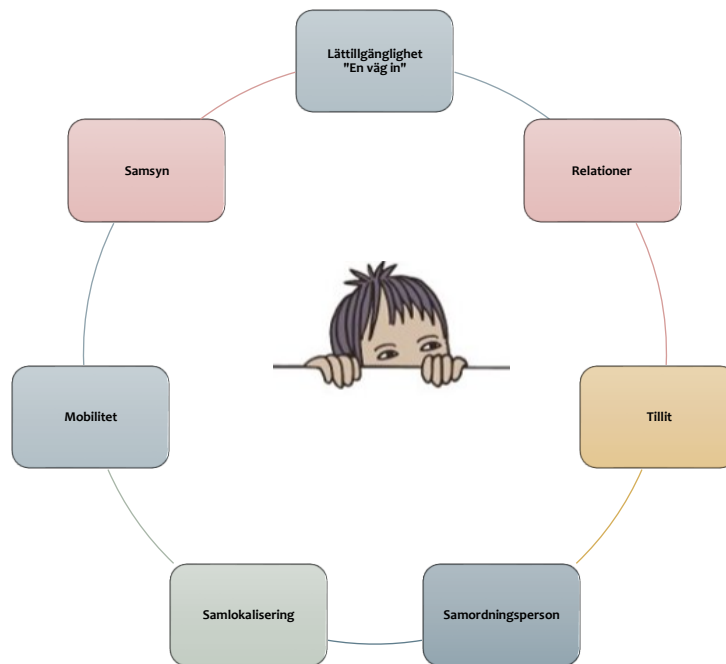 Lättillgänglighet
"En väg in"
Relationer
Tillit
Samordningsperson
Samlokalisering
Mobilitet
Samsyn